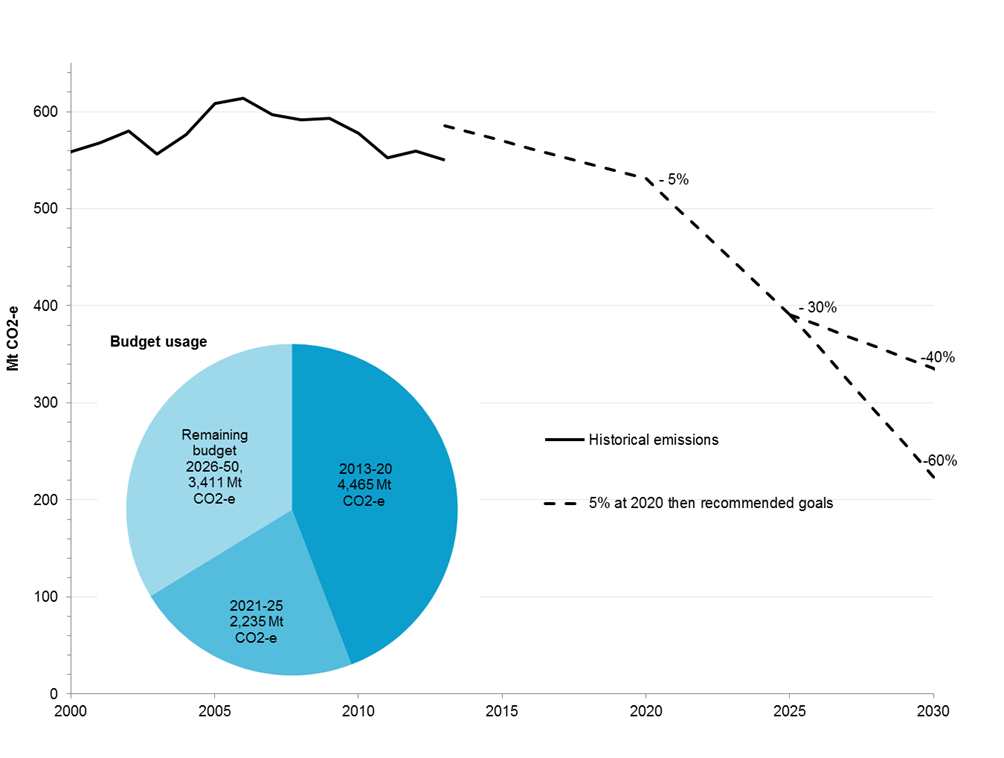 600
500
400
300
200
100
0
Mt CO2-e
2000
2005
2010
2015
2020
2025
2030
- 5%
- 30%
-40%
-60%
Historical emissions
5% at 2020 then recommended goals
Budget usage
Remaining
budget
2026-50,
3,411 Mt
CO2-e
2013-20
4,465 Mt
CO2-e
2021-25
2,235 Mt
CO2-e